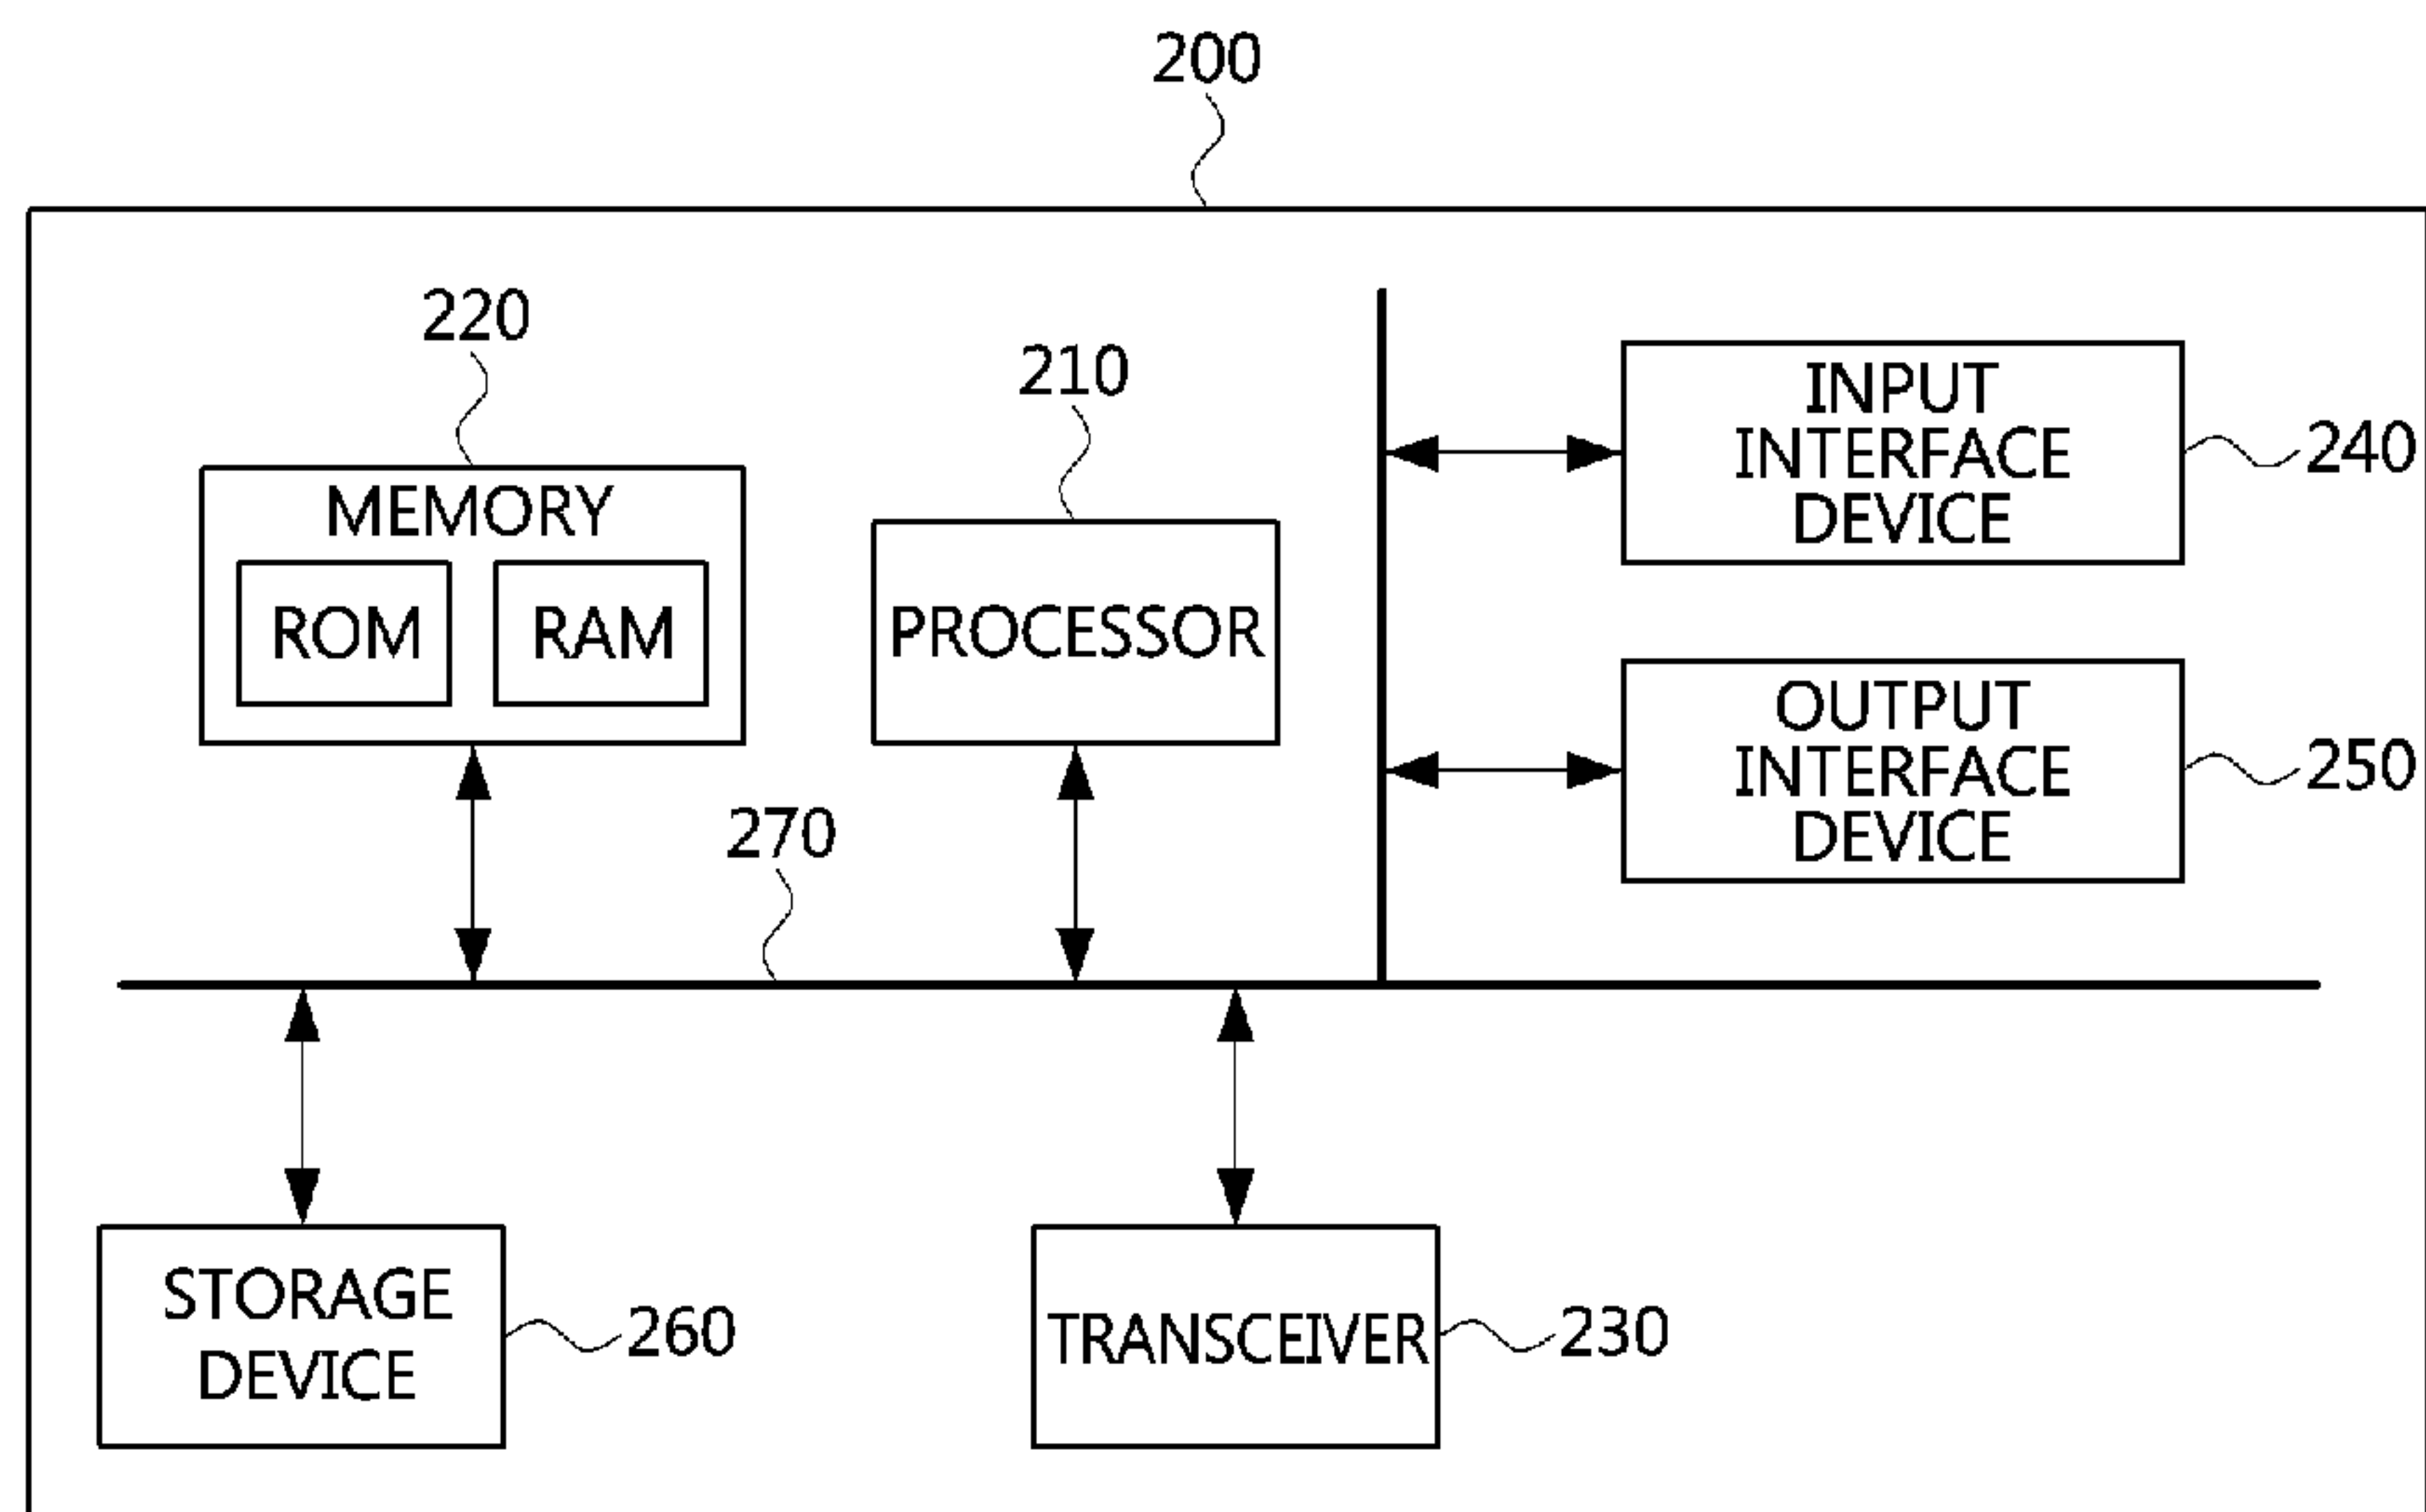 200
220
210
MEMORY
ROM
RAM
PROCESSOR
INPUT
INTERFACE
DEVICE
240
OUTPUT
INTERFACE
DEVICE
250
270
STORAGE
DEVICE
260
TRANSCEIVER
230